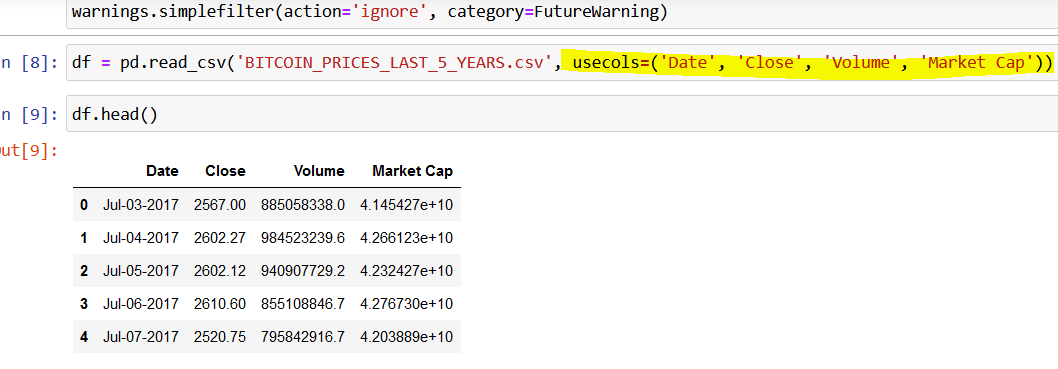 warnings.simplefilter(action='ignore', category=FutureWarning)
n [8]: df = pd.read_csv('BITCOIN_PRICES_LAST_5_YEARS.csv', usecols=('Date', 'Close', 'Volume', 'Market Cap'))
n [9]: df.head()
ut[9]:
Date Close Volume Market Cap
0 Jul-03-2017 2567.00 885058338.0 4.145427e+10
1 Jul-04-2017 2602.27 984523239.6 4.266123e+10
2 Jul-05-2017 2602.12 940907729.2 4.232427e+10
3 Jul-06-2017 2610.60 855108846.7 4.276730e+10
4 Jul-07-2017 2520.75 795842916.7 4.203889e+10